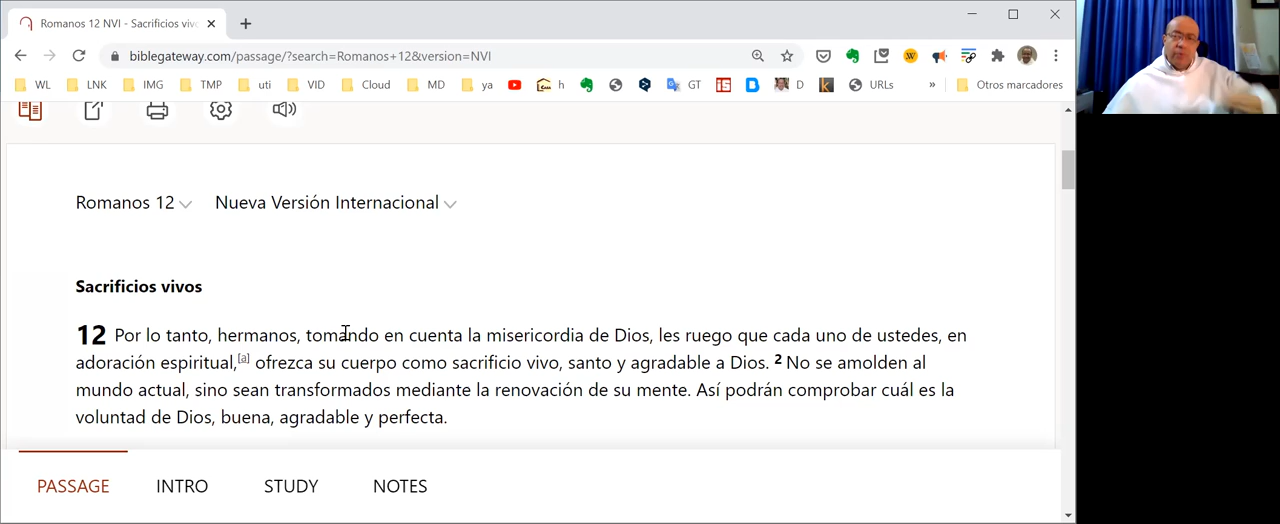 Romanos 12 NVI - Sacrificios viv
biblegateway.com/passage/?search=Romanos+12&version=NVI
WL LNK IMG TMP uti VID Cloud MD ya h GT D URLs » Otros marcadores
Romanos 12 Nueva Versión Internacional
Sacrificios vivos
12 Por lo tanto, hermanos, tomando en cuenta la misericordia de Dios, les ruego que cada uno de ustedes, en
adoración espiritual,[a] ofrezca su cuerpo como sacrificio vivo, santo y agradable a Dios. 2 No se amolden al
mundo actual, sino sean transformados mediante la renovación de su mente. Así podrán comprobar cuál es la
voluntad de Dios, buena, agradable y perfecta.
PASSAGE INTRO STUDY NOTES